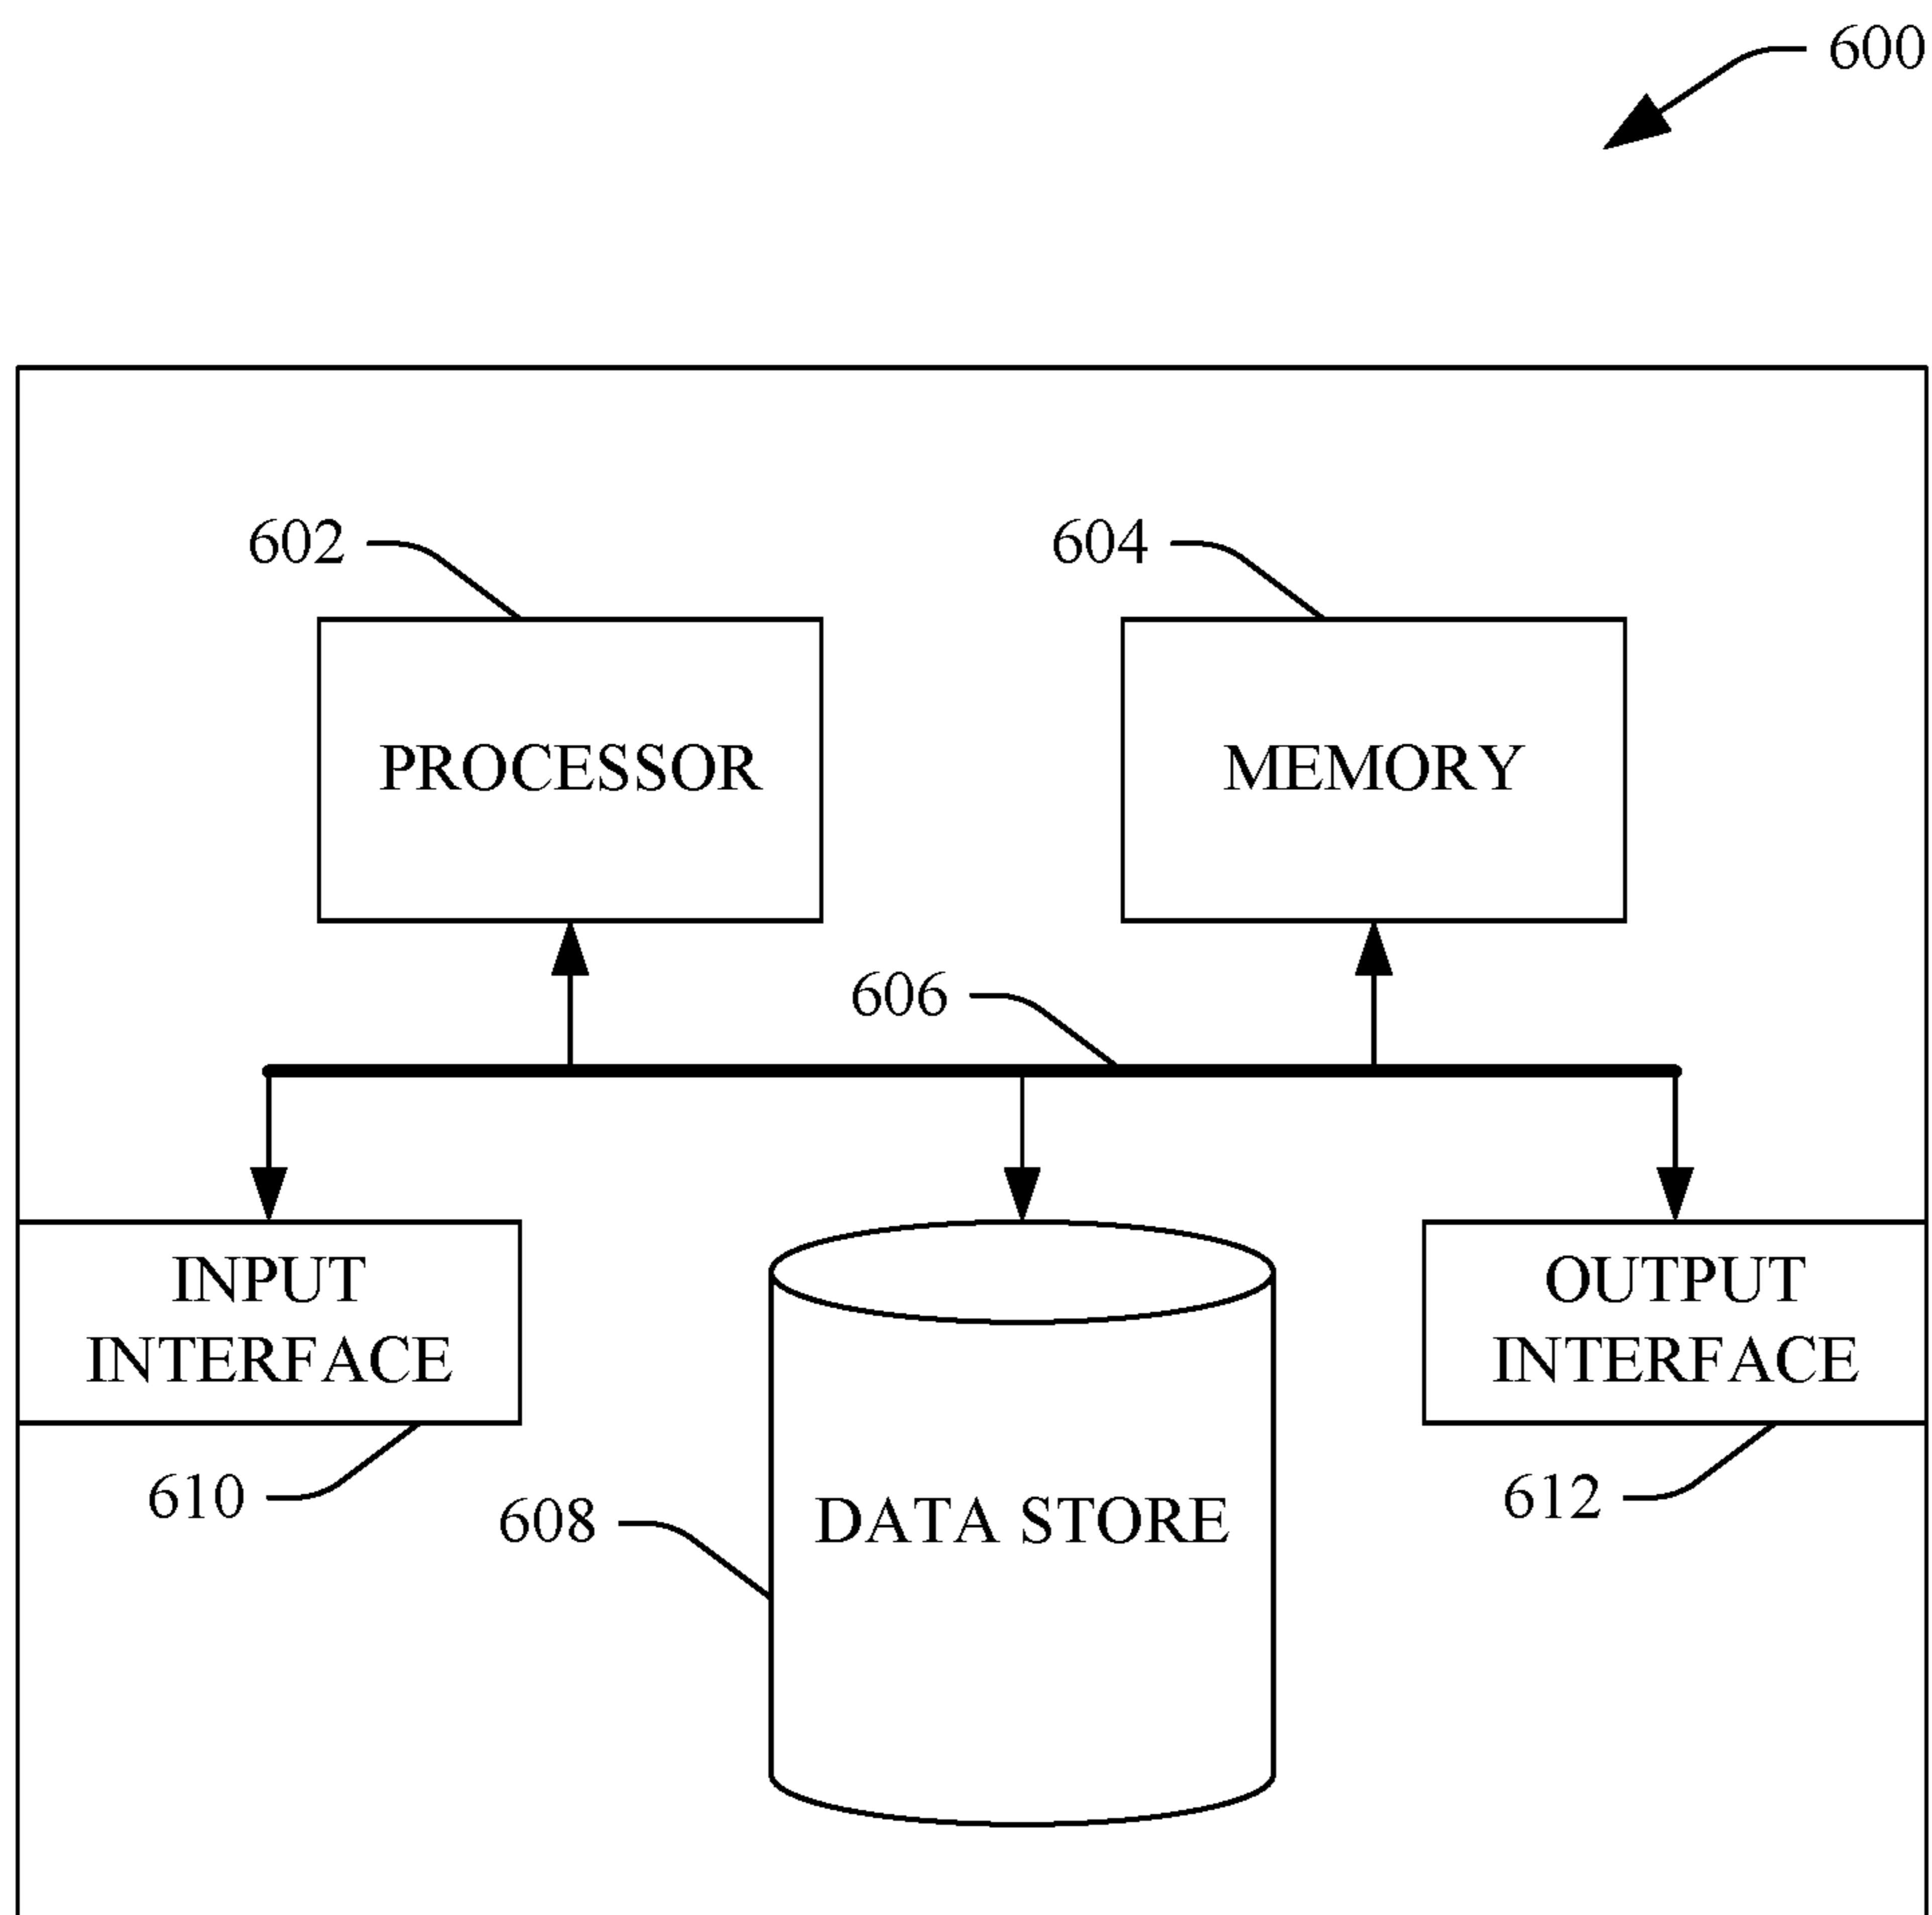 600
602
604
PROCESSOR
MEMORY
606
INPUT
INTERFACE
OUTPUT
INTERFACE
610
608
DATA STORE
612